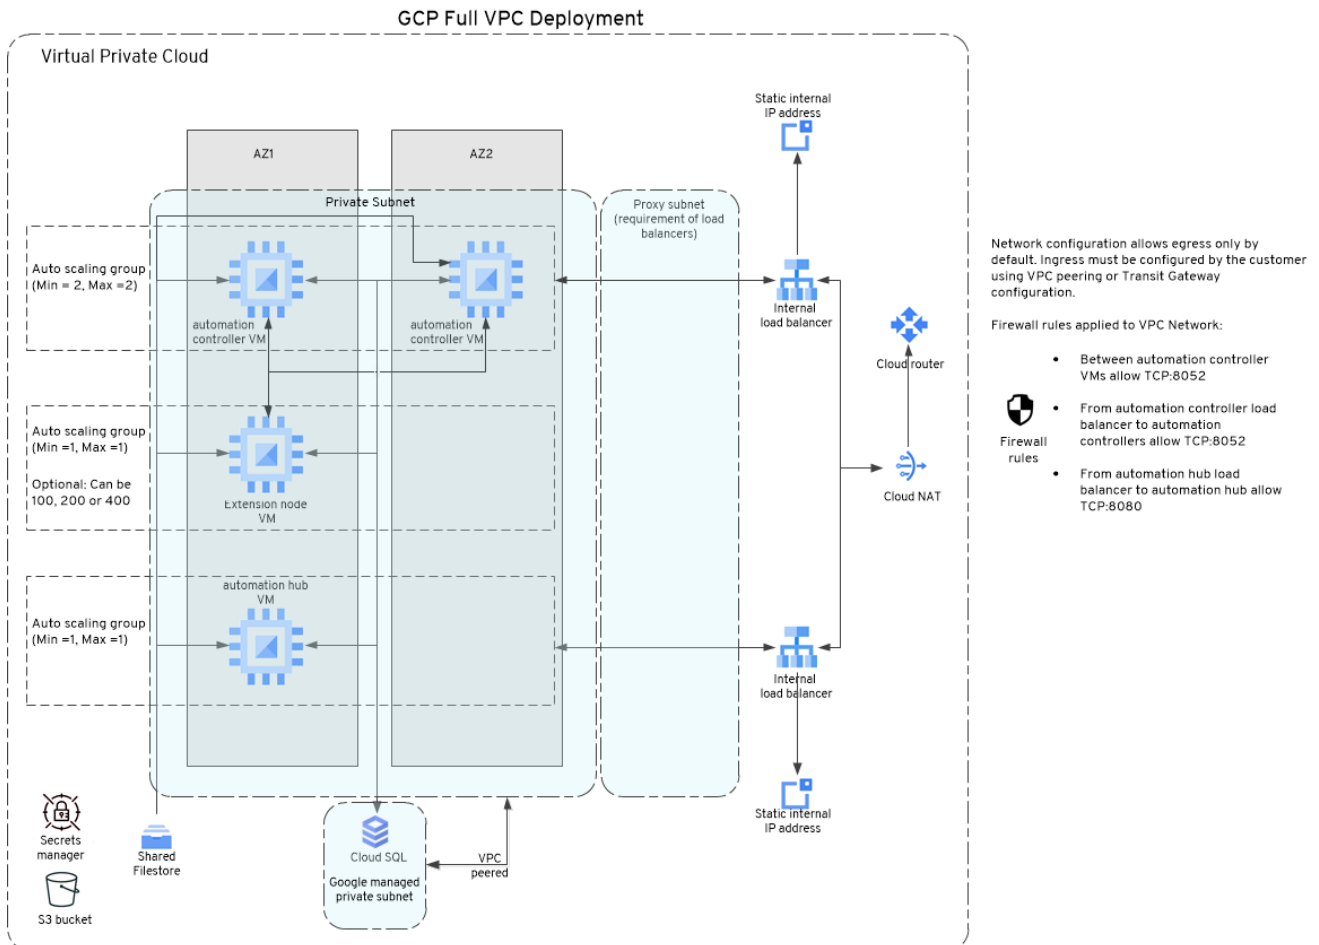 GCP Full VPC Deployment
Virtual Private Cloud
Static internal
IP address
AZ1
AZ2
Private Subnet
Proxy subnet
(requirement of load
balancers)
Auto scaling group
(Min = 2, Max =2)
automation
controller VM
automation
controller VM
Internal
load balancer
Cloud router
Network configuration allows egress only by
default. Ingress must be configured by the customer
using VPC peering or Transit Gateway
configuration.
Firewall rules applied to VPC Network:
• Between automation controller
VMs allow TCP:8052
• From automation controller load
balancer to automation
controllers allow TCP:8052
• From automation hub load
balancer to automation hub allow
TCP:8080
Firewall
rules
Auto scaling group
(Min =1, Max =1)
Optional: Can be
100, 200 or 400
Extension node
VM
Cloud NAT
automation hub
VM
Auto scaling group
(Min =1, Max =1)
Internal
load balancer
Static internal
IP address
Secrets
manager
Shared
Filestore
Cloud SQL
Google managed
private subnet
VPC
peered
S3 bucket